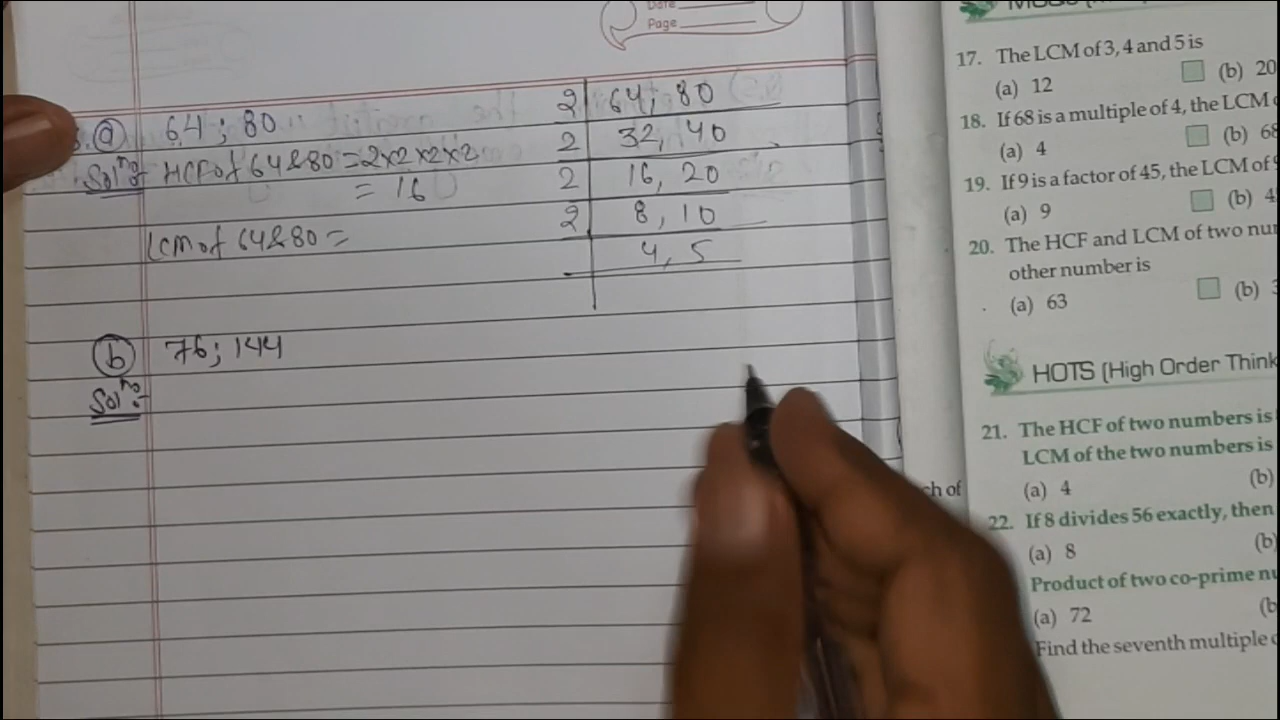 Date
Page
(a) 64 ; 80
Solⁿ:- HCF of 64 & 80 = 2×2×2×2
= 16
LCM of 64 & 80 =
2 | 64, 80
2 | 32, 40
2 | 16, 20
2 | 8, 10
4, 5
(b) 76 ; 144
Solⁿ:-
17. The LCM of 3, 4 and 5 is
(a) 12 (b) 20
18. If 68 is a multiple of 4, the LCM
(a) 4 (b) 68
19. If 9 is a factor of 45, the LCM of
(a) 9 (b) 4
20. The HCF and LCM of two
other number is
(a) 63 (b)
HOTS (High Order Think
21. The HCF of two numbers is
LCM of the two numbers is
(a) 4 (b)
ch of
22. If 8 divides 56 exactly, then
(a) 8 (b)
Product of two co-prime
(a) 72 (b
Find the seventh multiple